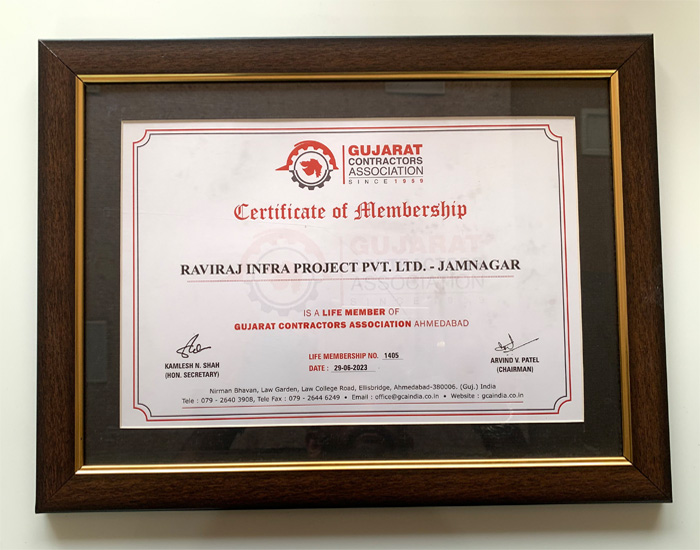 GUJARAT
CONTRACTORS
ASSOCIATION
SINCE 1959
Certificate of Membership
RAVIRAJ INFRA PROJECT PVT. LTD. - JAMNAGAR
IS A LIFE MEMBER OF
GUJARAT CONTRACTORS ASSOCIATION AHMEDABAD
KAMLESH N. SHAH
(HON. SECRETARY)
LIFE MEMBERSHIP NO. 1405
DATE : 29-06-2023
ARVIND V. PATEL
(CHAIRMAN)
Nirman Bhavan, Law Garden, Law College Road, Ellisbridge, Ahmedabad-380006. (Guj.) India
Tele : 079 - 2640 3908, Tele Fax : 079 - 2644 6249 • Email : office@gcaindia.co.in • Website : gcaindia.co.in